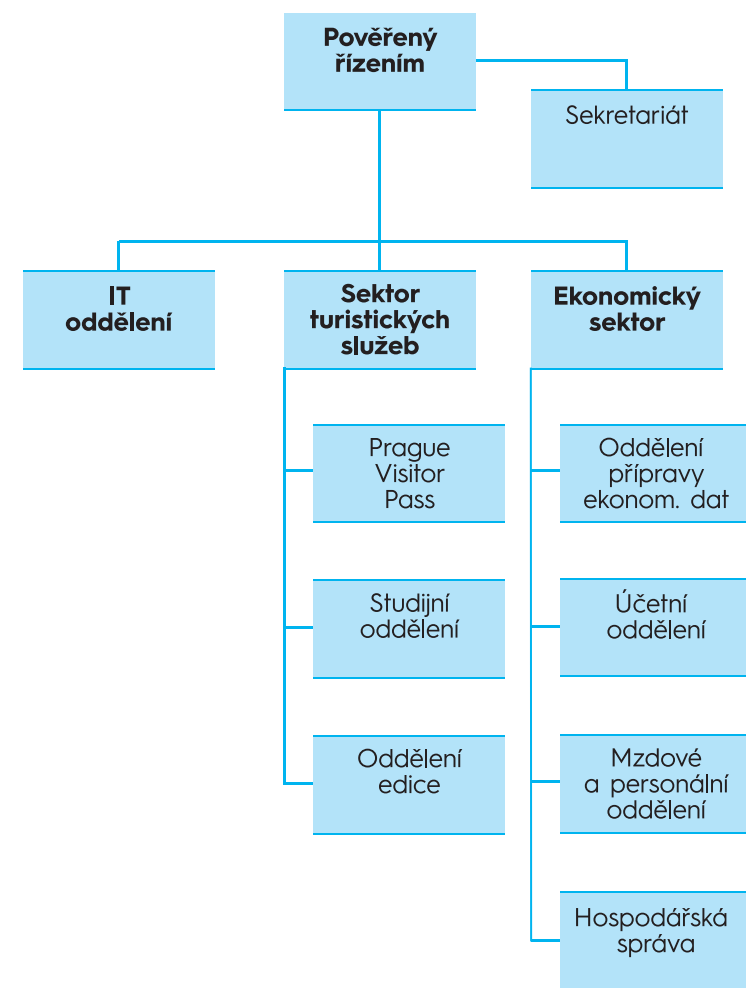 Pověřený
řízením
Sekretariát
IT
oddělení
Sektor
turistických
služeb
Ekonomický
sektor
Prague
Visitor
Pass
Studijní
oddělení
Oddělení
edice
Oddělení
přípravy
ekonom. dat
Účetní
oddělení
Mzdové
a personální
oddělení
Hospodářská
správa